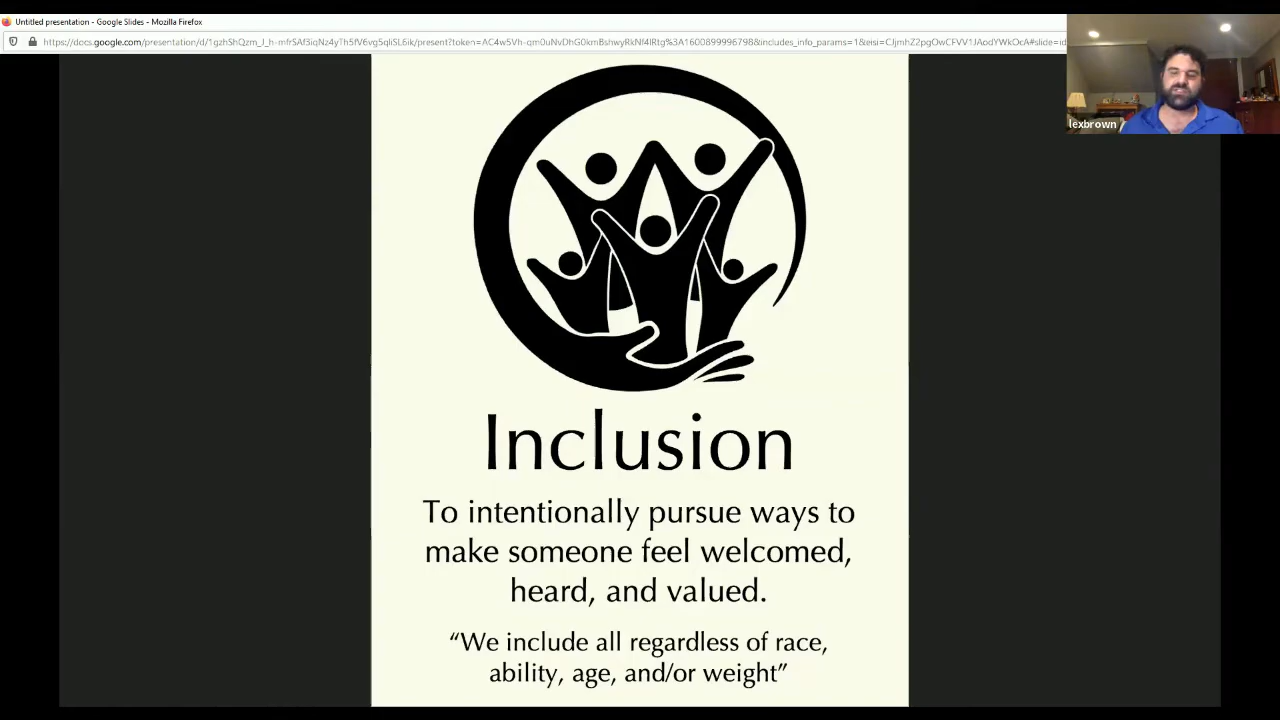 Untitled presentation - Google Slides - Mozilla Firefox
lexbrown
Inclusion
To intentionally pursue ways to
make someone feel welcomed,
heard, and valued.
“We include all regardless of race,
ability, age, and/or weight”